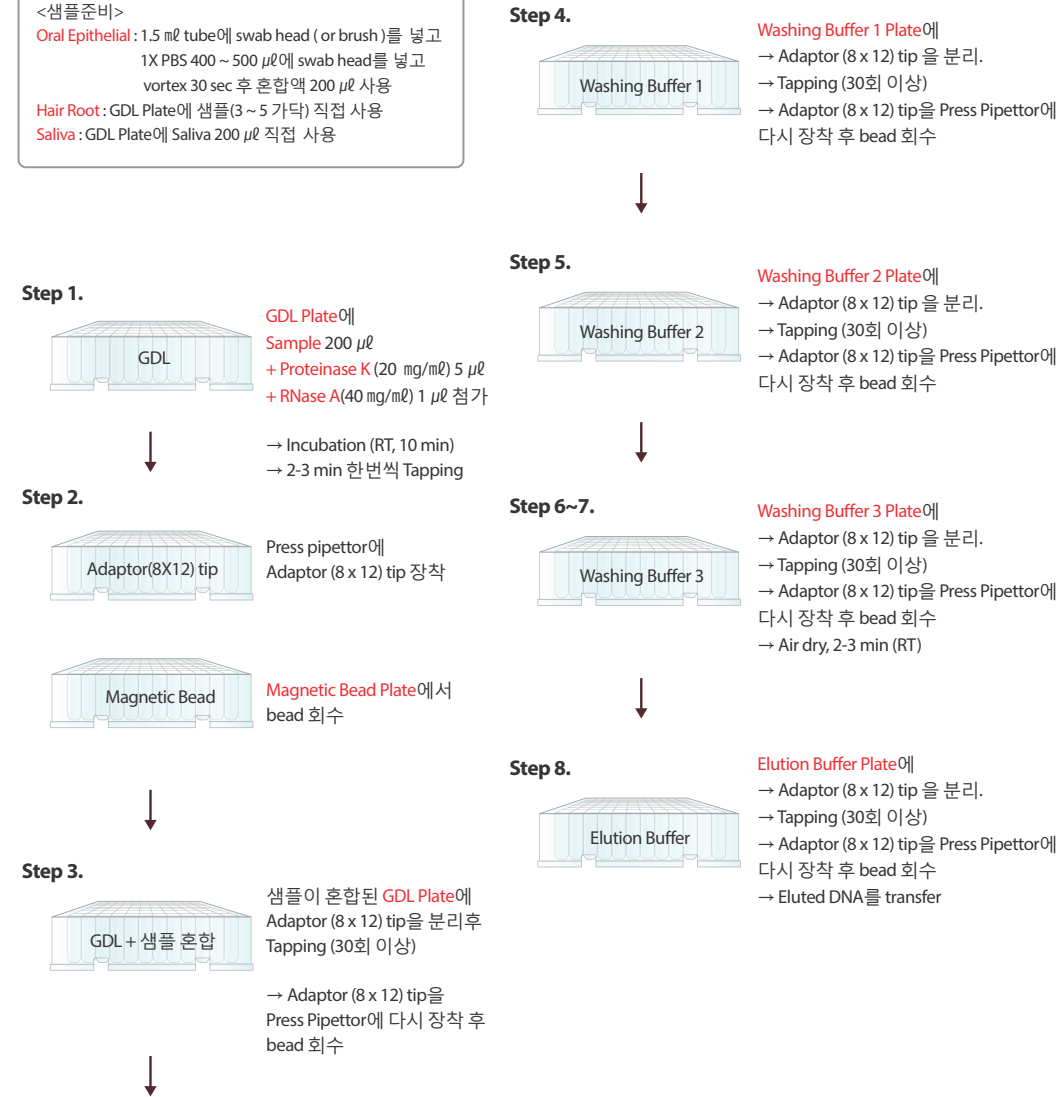 <샘플준비>
Oral Epithelial : 1.5 ㎖ tube에 swab head ( or brush )를 넣고
1X PBS 400 ~ 500 ㎕에 swab head를 넣고
vortex 30 sec 후 혼합액 200 ㎕ 사용
Hair Root : GDL Plate에 샘플(3 ~ 5 가닥) 직접 사용
Saliva : GDL Plate에 Saliva 200 ㎕ 직접 사용
Step 1.
GDL
GDL Plate에
Sample 200 ㎕
+ Proteinase K (20 mg/㎖) 5 ㎕
+ RNase A(40 mg/㎖) 1 ㎕ 첨가
→ Incubation (RT, 10 min)
→ 2-3 min 한번씩 Tapping
Step 2.
Adaptor(8X12) tip
Press pipettor에
Adaptor (8 x 12) tip 장착
Magnetic Bead
Magnetic Bead Plate에서
bead 회수
Step 3.
GDL + 샘플 혼합
샘플이 혼합된 GDL Plate에
Adaptor (8 x 12) tip을 분리후
Tapping (30회 이상)
→ Adaptor (8 x 12) tip을
Press Pipettor에 다시 장착 후
bead 회수
Step 4.
Washing Buffer 1
Washing Buffer 1 Plate에
→ Adaptor (8 x 12) tip 을 분리.
→ Tapping (30회 이상)
→ Adaptor (8 x 12) tip을 Press Pipettor에
다시 장착 후 bead 회수
Step 5.
Washing Buffer 2
Washing Buffer 2 Plate에
→ Adaptor (8 x 12) tip 을 분리.
→ Tapping (30회 이상)
→ Adaptor (8 x 12) tip을 Press Pipettor에
다시 장착 후 bead 회수
Step 6~7.
Washing Buffer 3
Washing Buffer 3 Plate에
→ Adaptor (8 x 12) tip 을 분리.
→ Tapping (30회 이상)
→ Adaptor (8 x 12) tip을 Press Pipettor에
다시 장착 후 bead 회수
→ Air dry, 2-3 min (RT)
Step 8.
Elution Buffer
Elution Buffer Plate에
→ Adaptor (8 x 12) tip 을 분리.
→ Tapping (30회 이상)
→ Adaptor (8 x 12) tip을 Press Pipettor에
다시 장착 후 bead 회수
→ Eluted DNA를 transfer